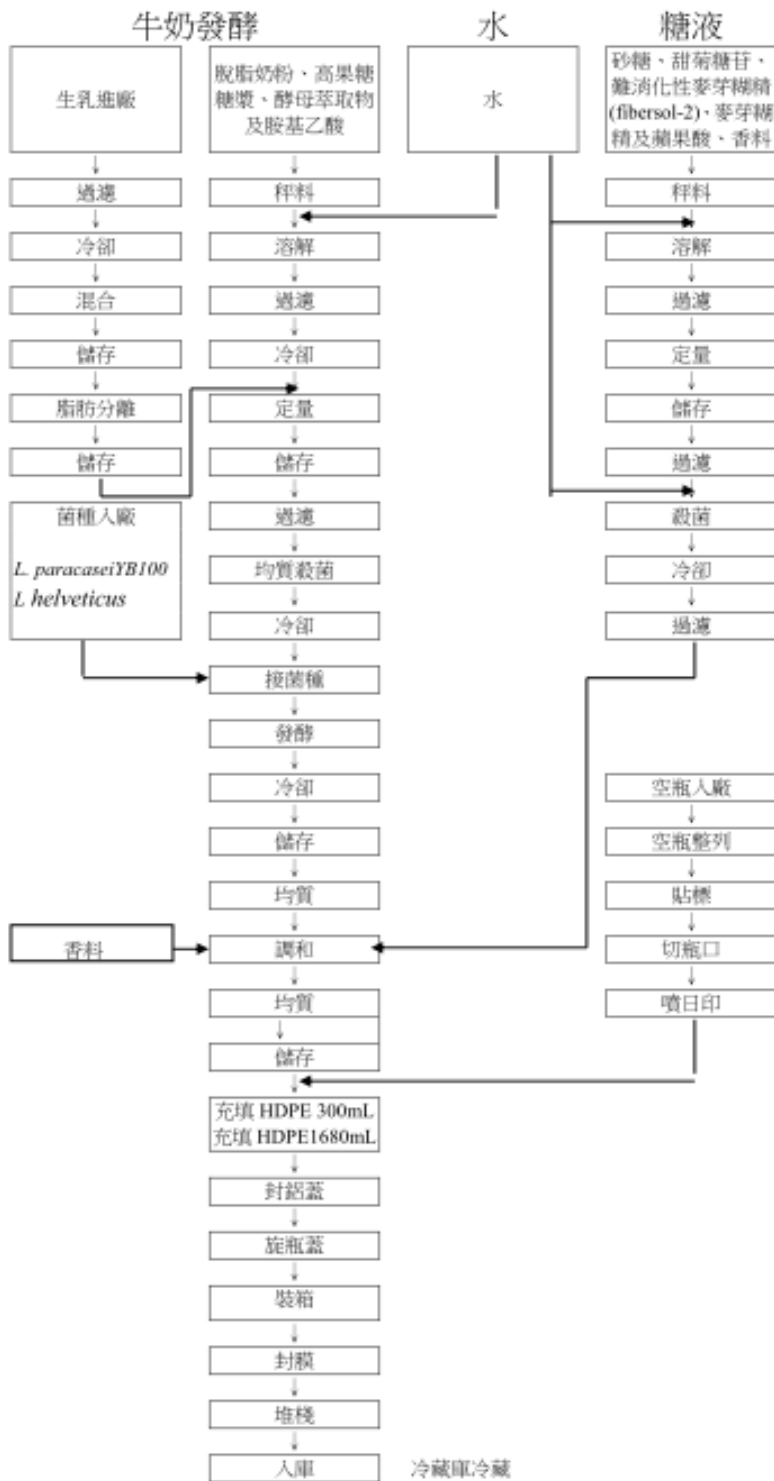 牛奶發酵
水
糖液
生乳進廠
過濾
冷卻
混合
儲存
脂肪分離
儲存
菌種入廠
L. paracaseiYB100
L helveticus
脫脂奶粉、高果糖
糖漿、酵母萃取物
及胺基乙酸
秤料
溶解
過濾
冷卻
定量
儲存
過濾
均質殺菌
冷卻
接菌種
發酵
冷卻
儲存
均質
香料
調和
均質
儲存
水
砂糖、甜菊糖苷、
難消化性麥芽糊精
(fibersol-2)、麥芽糊
精及蘋果酸、香料
秤料
溶解
過濾
定量
儲存
過濾
殺菌
冷卻
過濾
空瓶入廠
空瓶整列
貼標
切瓶口
噴日印
充填 HDPE 300mL
充填 HDPE1680mL
封鋁蓋
旋瓶蓋
裝箱
封膜
堆棧
入庫
冷藏庫冷藏